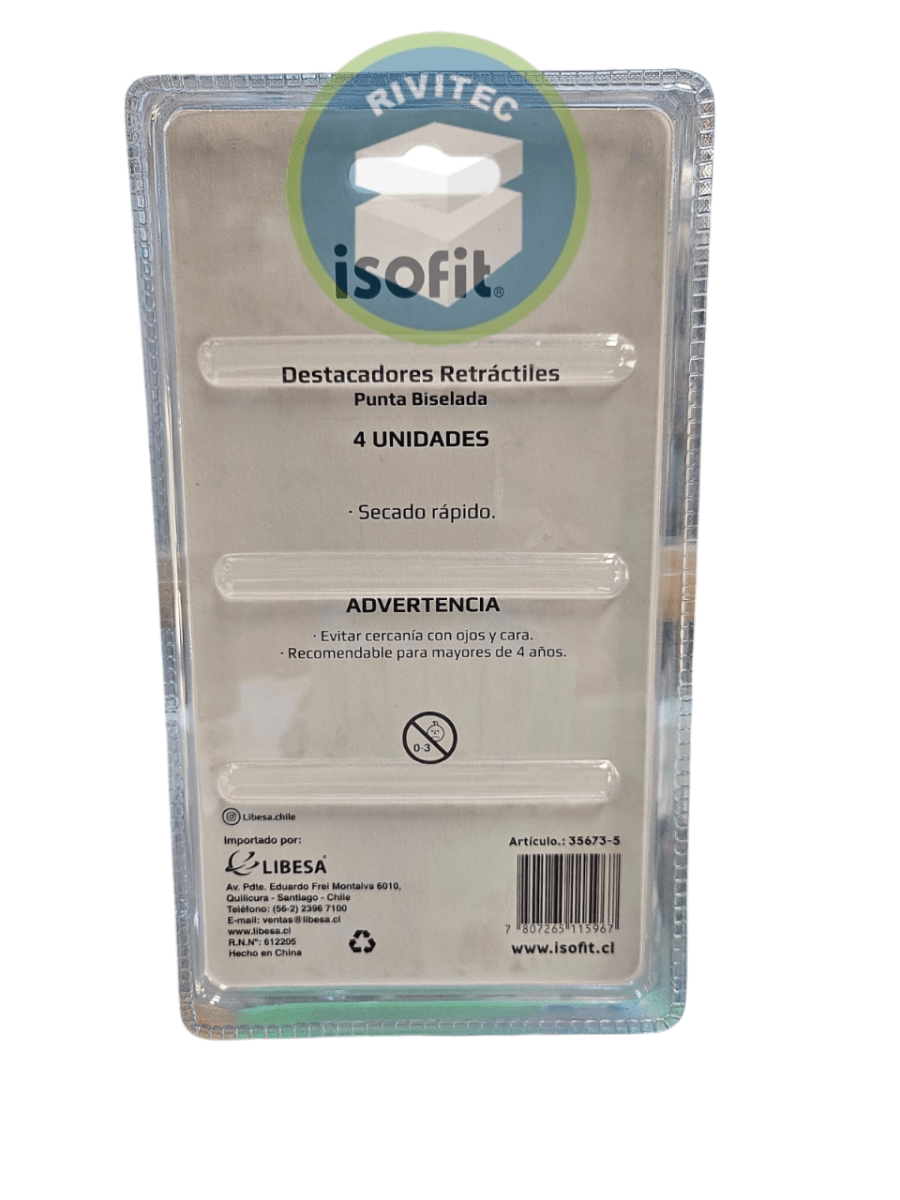 RIVITEC
isofit®
Destacadores Retráctiles
Punta Biselada
4 UNIDADES
· Secado rápido.
ADVERTENCIA
· Evitar cercanía con ojos y cara.
· Recomendable para mayores de 4 años.
0-3
Libesa.chile
Importado por:
LIBESA®
Av. Pdte. Eduardo Frei Montalva 6010,
Quilicura - Santiago - Chile
Teléfono: (56-2) 2396 7100
E-mail: ventas@libesa.cl
www.libesa.cl
R.N.N°: 612205
Hecho en China
Artículo.: 35673-5
7 807265 115967
www.isofit.cl